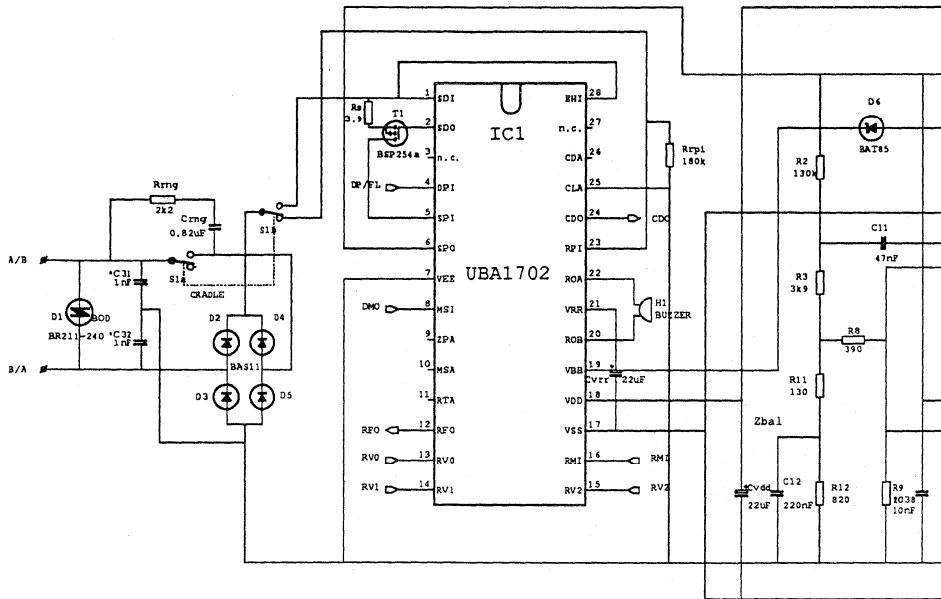 1 SDI
EHI 28
2 SDO
n.c. 27
3 n.c.
CDA 26
4 DPI
CLA 25
5 SPI
CDO 24
6 SPO
RPI 23
7 VEE
ROA 22
8 MSI
VRR 21
9 ZPA
ROB 20
10 MSA
VBB 19
11 RTA
VDD 18
12 RFO
VSS 17
13 RV0
RMI 16
14 RV1
RV2 15
IC1
UBA1702
Rs
3.9
T1
BSP254a
DP/FL
DMO
RFO
RV0
RV1
CDO
RMI
RV2
Rrpi
180k
H1
BUZZER
Cvrr
22uF
Rrng
2k2
Crng
0.82uF
S1b
S1a
CRADLE
A/B
B/A
*C31
1nF
*C32
1nF
D1
BOD
BR211-240
D2
D4
BAS11
D3
D5
D6
BAT85
R2
130k
C11
47nF
R3
3k9
R8
390
R11
130
Zbal
Cvdd
22uF
C12
220nF
R12
820
R9
C38
10nF